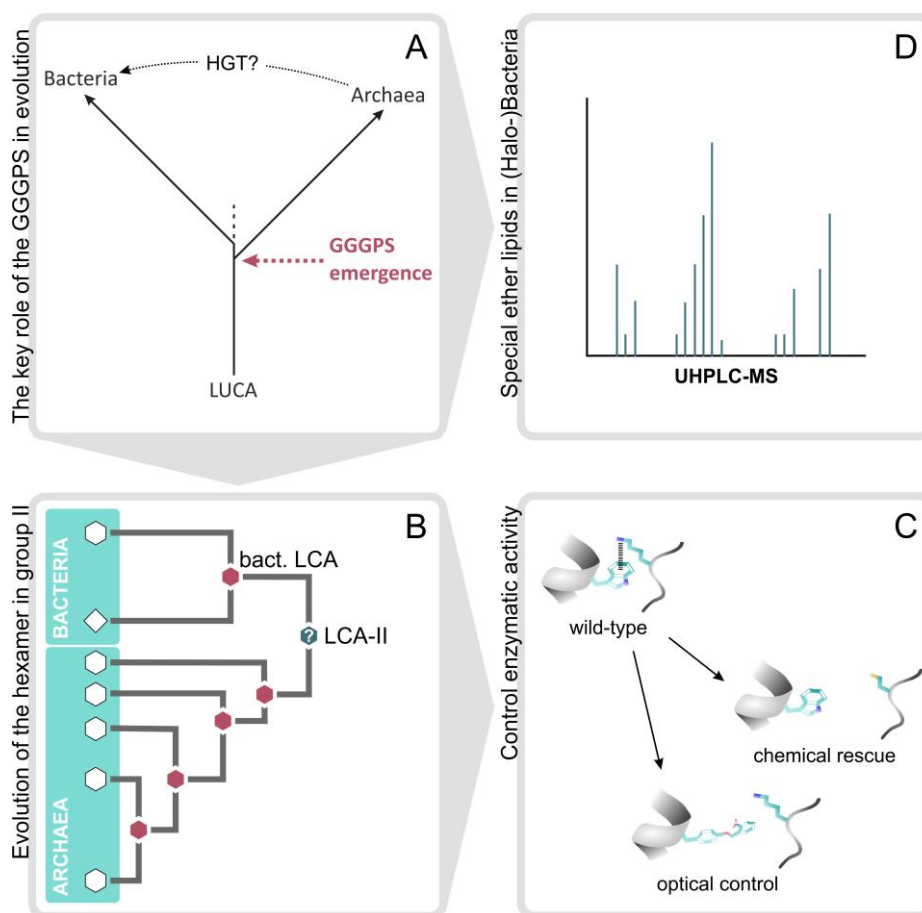 The key role of the GGGPS in evolution
A
HGT?
Bacteria
Archaea
GGGPS
emergence
LUCA
Special ether lipids in (Halo-)Bacteria
D
UHPLC-MS
Evolution of the hexamer in group II
B
BACTERIA
bact. LCA
? LCA-II
ARCHAEA
Control enzymatic activity
C
wild-type
chemical rescue
optical control